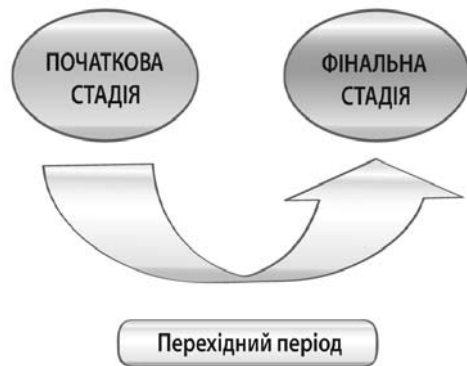 ПОЧАТКОВА
СТАДІЯ
ФІНАЛЬНА
СТАДІЯ
Перехідний період